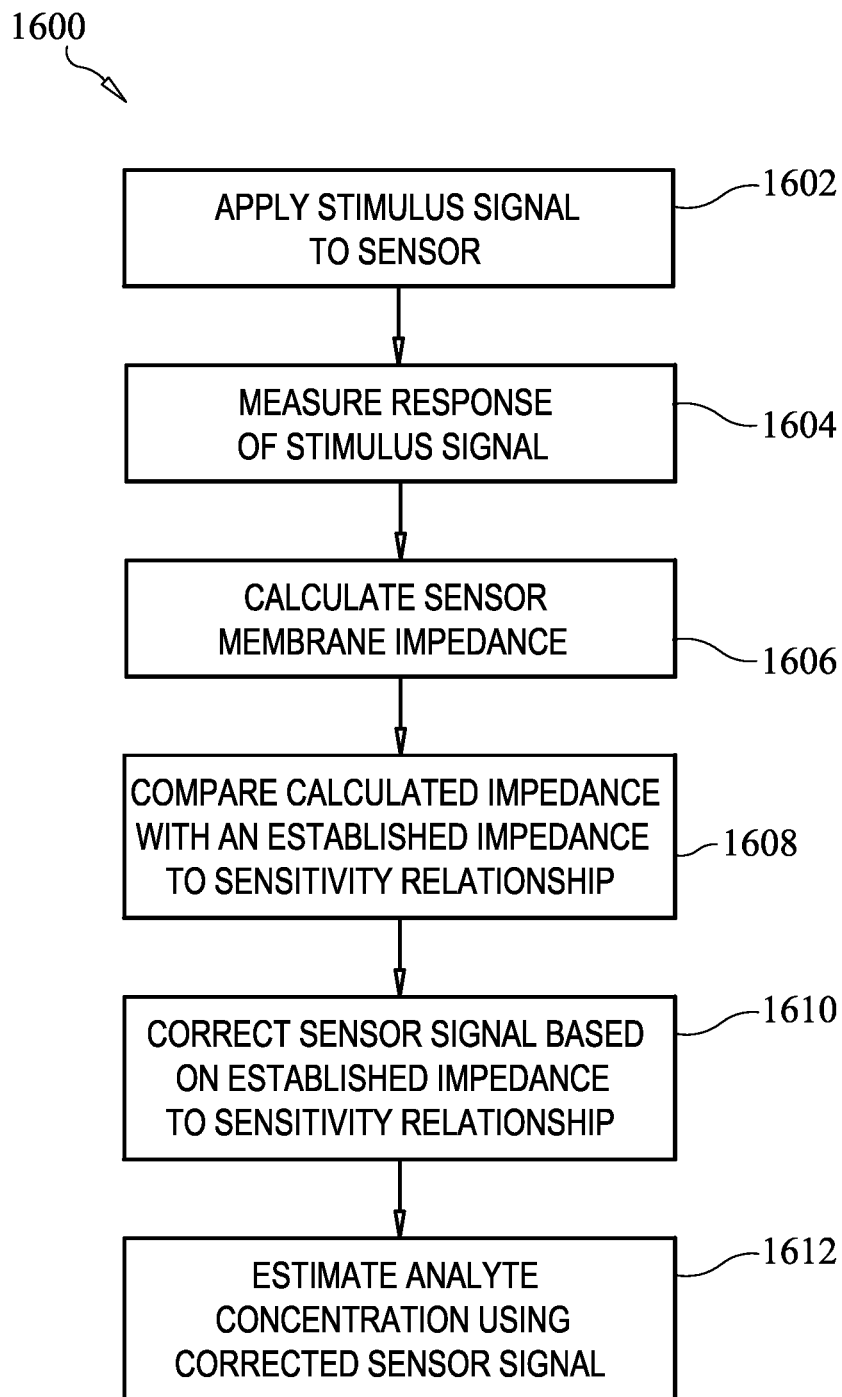 1600
APPLY STIMULUS SIGNAL
TO SENSOR
1602
MEASURE RESPONSE
OF STIMULUS SIGNAL
1604
CALCULATE SENSOR
MEMBRANE IMPEDANCE
1606
COMPARE CALCULATED IMPEDANCE
WITH AN ESTABLISHED IMPEDANCE
TO SENSITIVITY RELATIONSHIP
1608
CORRECT SENSOR SIGNAL BASED
ON ESTABLISHED IMPEDANCE
TO SENSITIVITY RELATIONSHIP
1610
ESTIMATE ANALYTE
CONCENTRATION USING
CORRECTED SENSOR SIGNAL
1612